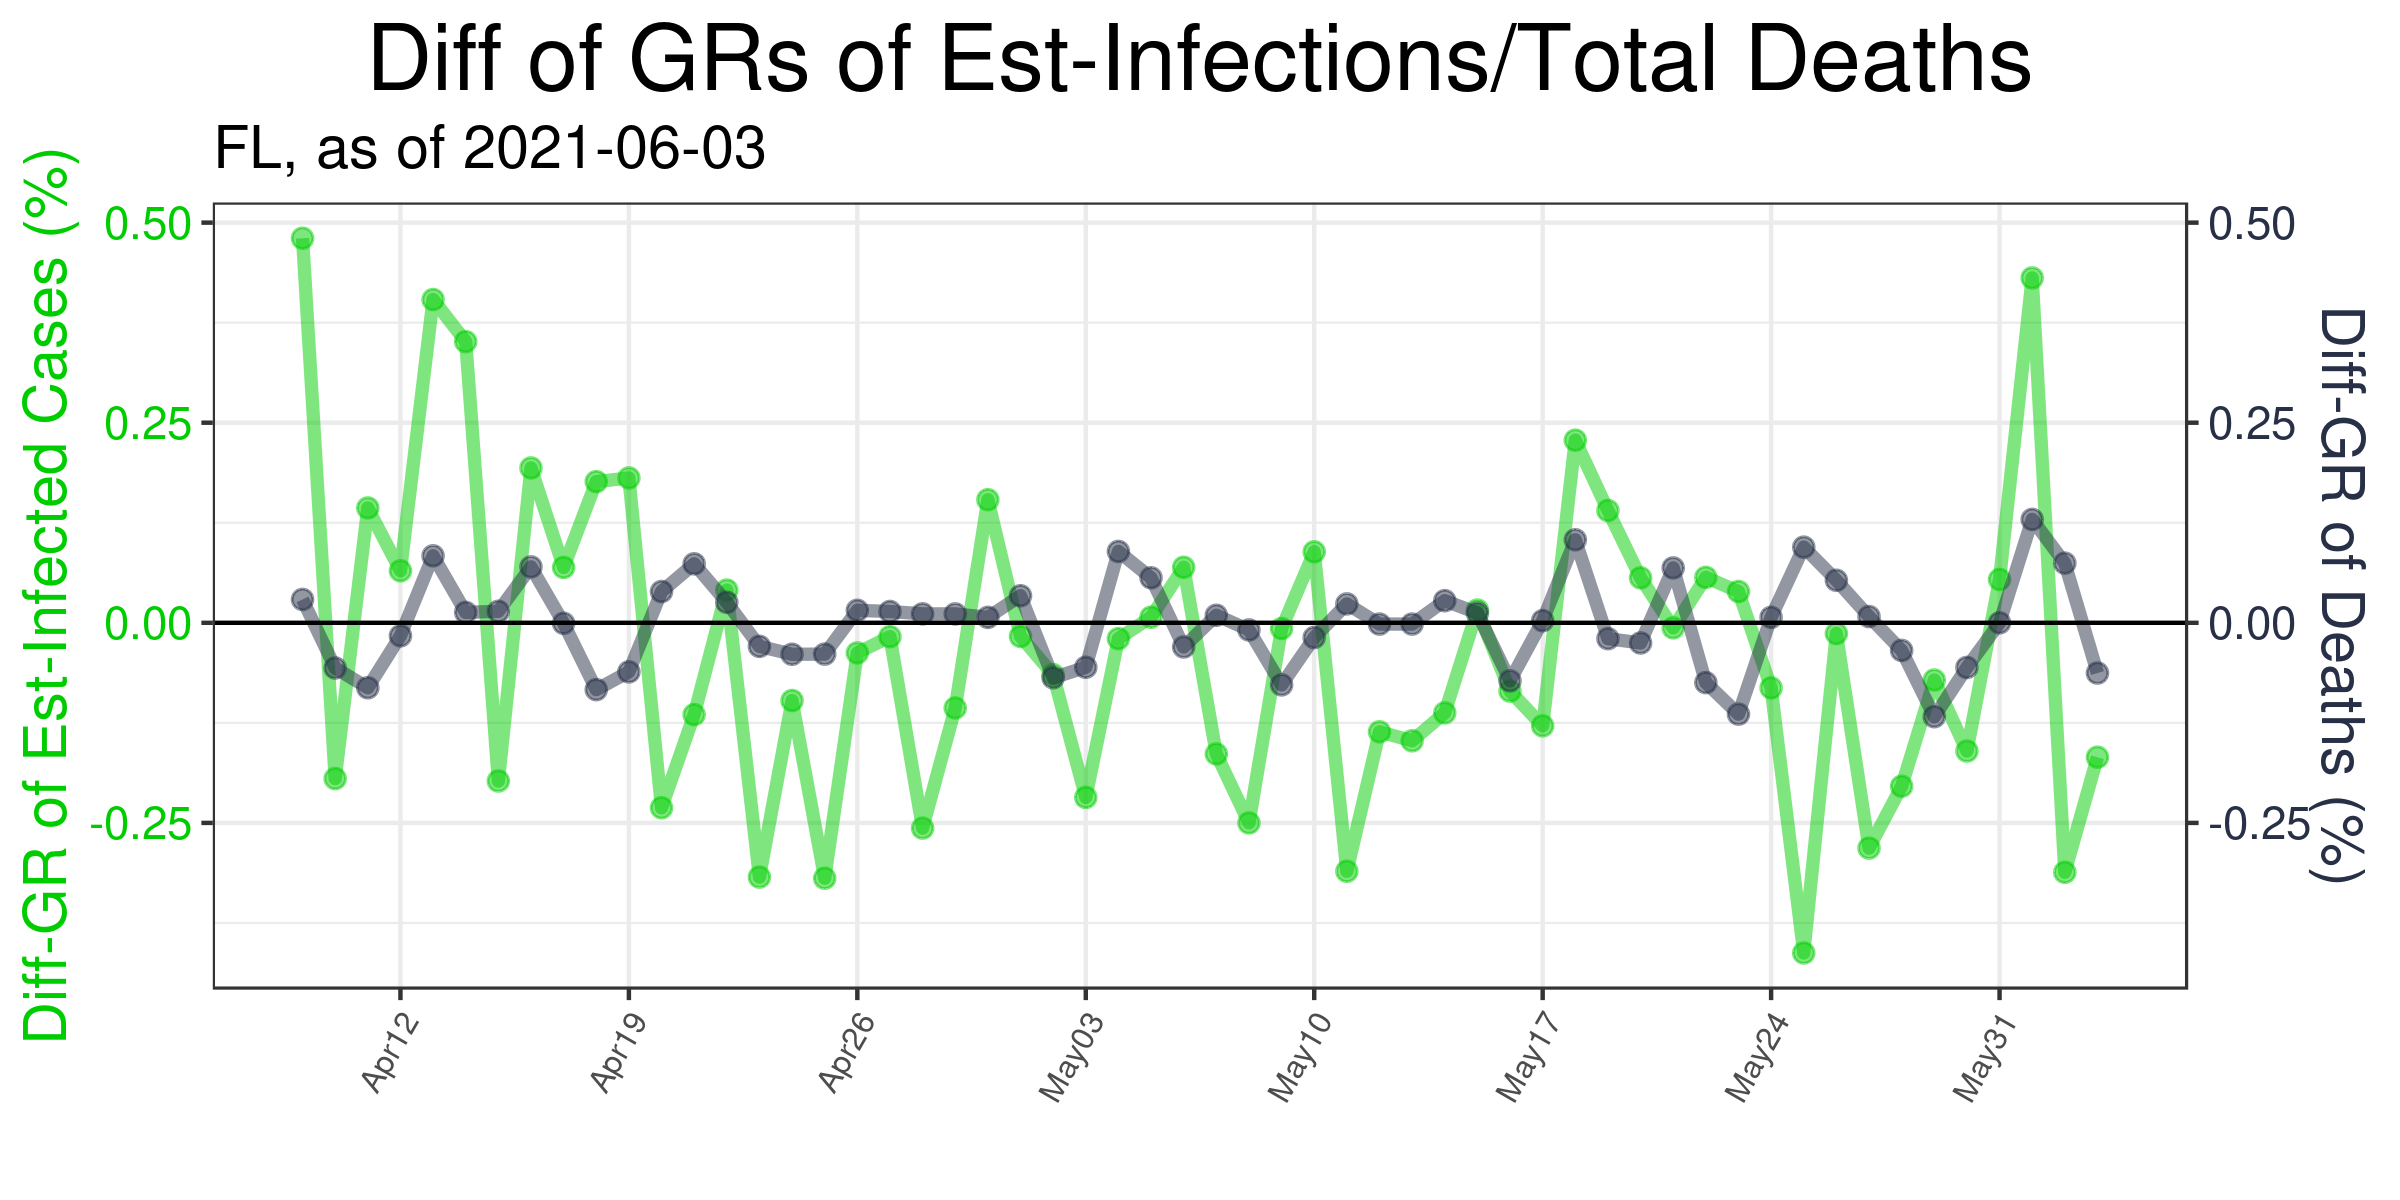 Diff of GRs of Est-Infections/Total Deaths
FL, as of 2021-06-03
Diff-GR of Est-Infected Cases (%)
0.50
0.25
0.00
-0.25
0.50
0.25
0.00
-0.25
Diff-GR of Deaths (%)
Apr12
Apr19
Apr26
May03
May10
May17
May24
May31